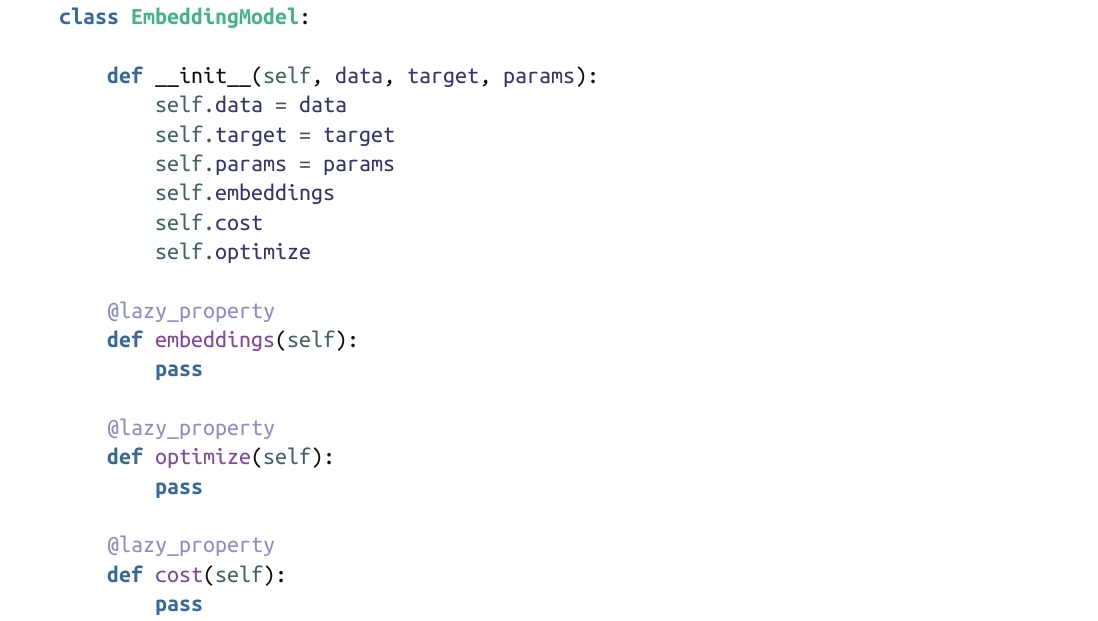 class EmbeddingModel:
def __init__(self, data, target, params):
self.data = data
self.target = target
self.params = params
self.embeddings
self.cost
self.optimize
@lazy_property
def embeddings(self):
pass
@lazy_property
def optimize(self):
pass
@lazy_property
def cost(self):
pass